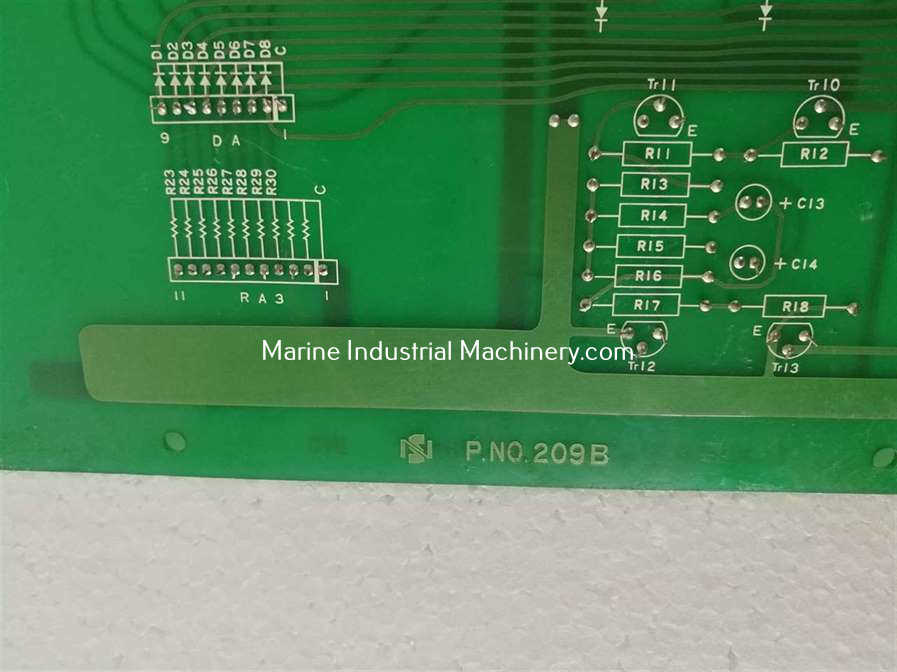 D1 D2 D3 D4 D5 D6 D7 D8 C
9 DA 1
R23 R24 R25 R26 R27 R28 R29 R30 C
11 RA3 1
Tr11 Tr10
E E
R11 R12
R13
R14 + C13
R15
R16 + C14
R17 R18
E E
Tr12 Tr13
Marine Industrial Machinery.com
P.NO.209B